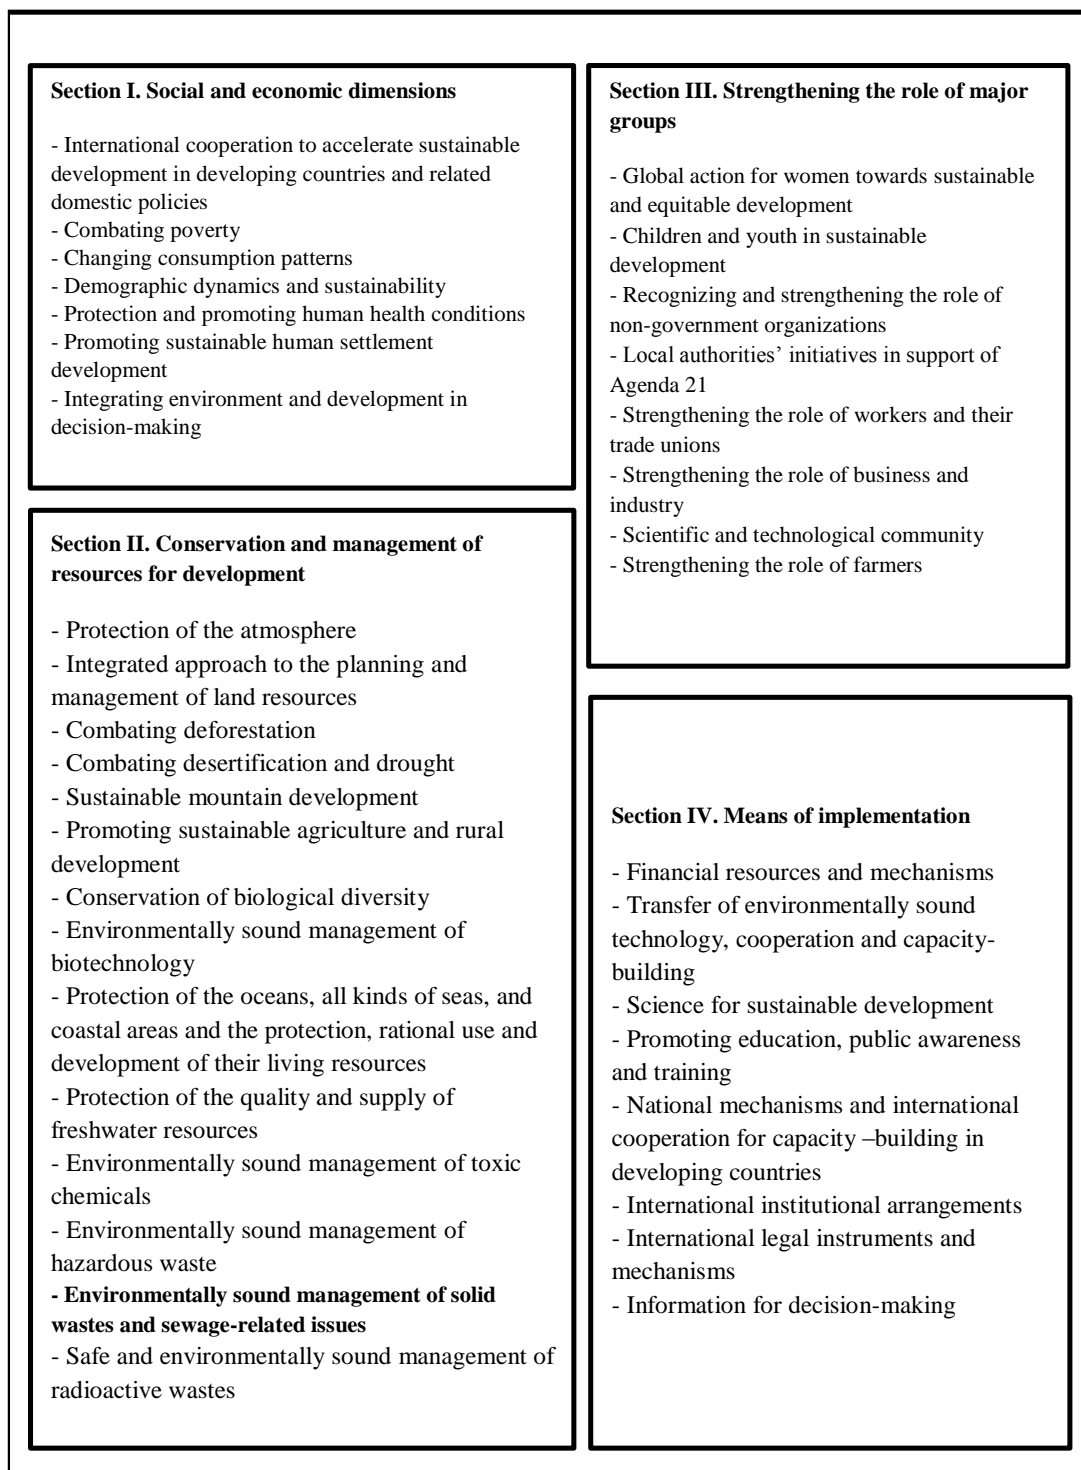 Section I. Social and economic dimensions
- International cooperation to accelerate sustainable
development in developing countries and related
domestic policies
- Combating poverty
- Changing consumption patterns
- Demographic dynamics and sustainability
- Protection and promoting human health conditions
- Promoting sustainable human settlement
development
- Integrating environment and development in
decision-making
Section II. Conservation and management of
resources for development
- Protection of the atmosphere
- Integrated approach to the planning and
management of land resources
- Combating deforestation
- Combating desertification and drought
- Sustainable mountain development
- Promoting sustainable agriculture and rural
development
- Conservation of biological diversity
- Environmentally sound management of
biotechnology
- Protection of the oceans, all kinds of seas, and
coastal areas and the protection, rational use and
development of their living resources
- Protection of the quality and supply of
freshwater resources
- Environmentally sound management of toxic
chemicals
- Environmentally sound management of
hazardous waste
- Environmentally sound management of solid
wastes and sewage-related issues
- Safe and environmentally sound management of
radioactive wastes
Section III. Strengthening the role of major
groups
- Global action for women towards sustainable
and equitable development
- Children and youth in sustainable
development
- Recognizing and strengthening the role of
non-government organizations
- Local authorities’ initiatives in support of
Agenda 21
- Strengthening the role of workers and their
trade unions
- Strengthening the role of business and
industry
- Scientific and technological community
- Strengthening the role of farmers
Section IV. Means of implementation
- Financial resources and mechanisms
- Transfer of environmentally sound
technology, cooperation and capacity-
building
- Science for sustainable development
- Promoting education, public awareness
and training
- National mechanisms and international
cooperation for capacity –building in
developing countries
- International institutional arrangements
- International legal instruments and
mechanisms
- Information for decision-making